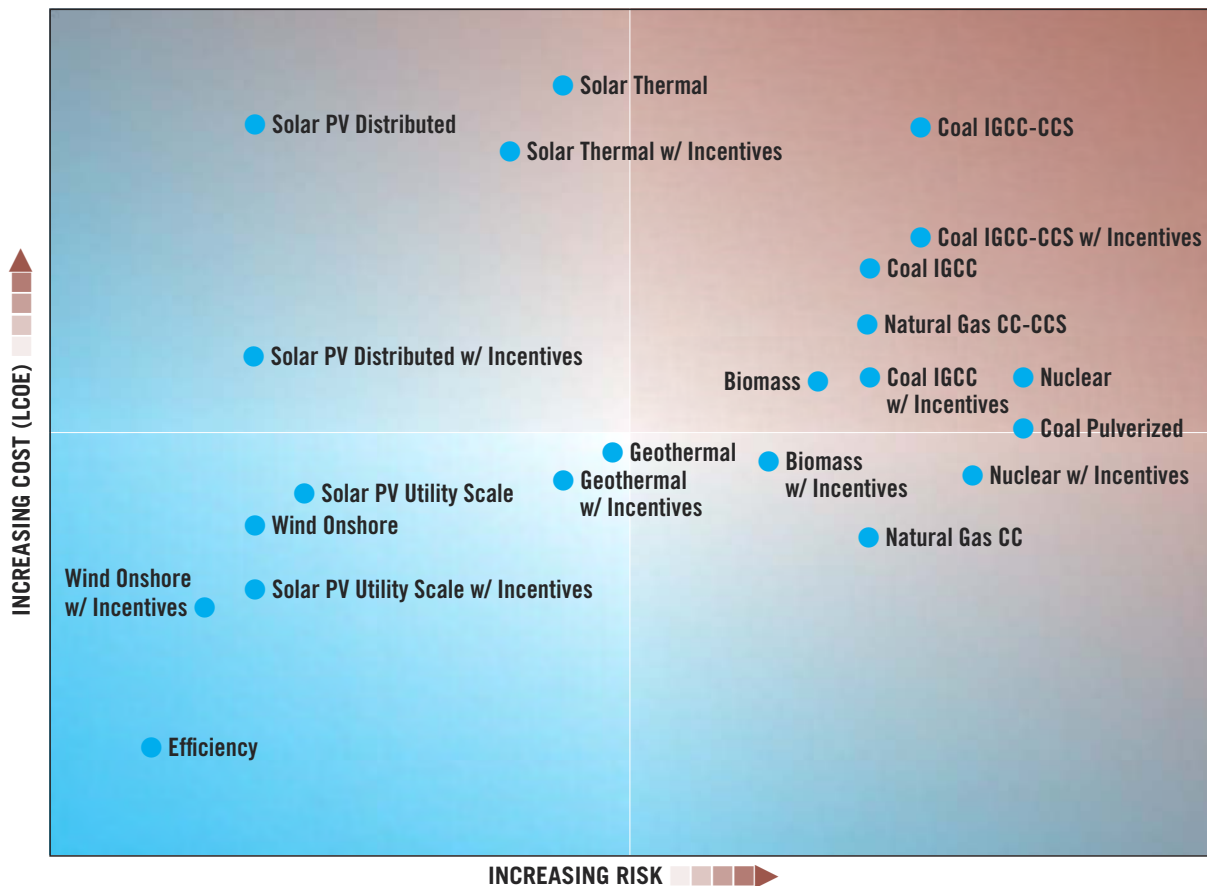 Solar Thermal
Solar PV Distributed
Coal IGCC-CCS
Solar Thermal w/ Incentives
Coal IGCC-CCS w/ Incentives
Coal IGCC
Natural Gas CC-CCS
Solar PV Distributed w/ Incentives
Biomass
Coal IGCC
w/ Incentives
Nuclear
Coal Pulverized
Geothermal
Geothermal
w/ Incentives
Biomass
w/ Incentives
Nuclear w/ Incentives
Solar PV Utility Scale
Wind Onshore
Natural Gas CC
Wind Onshore
w/ Incentives
Solar PV Utility Scale w/ Incentives
Efficiency
INCREASING COST (LCOE)
INCREASING RISK